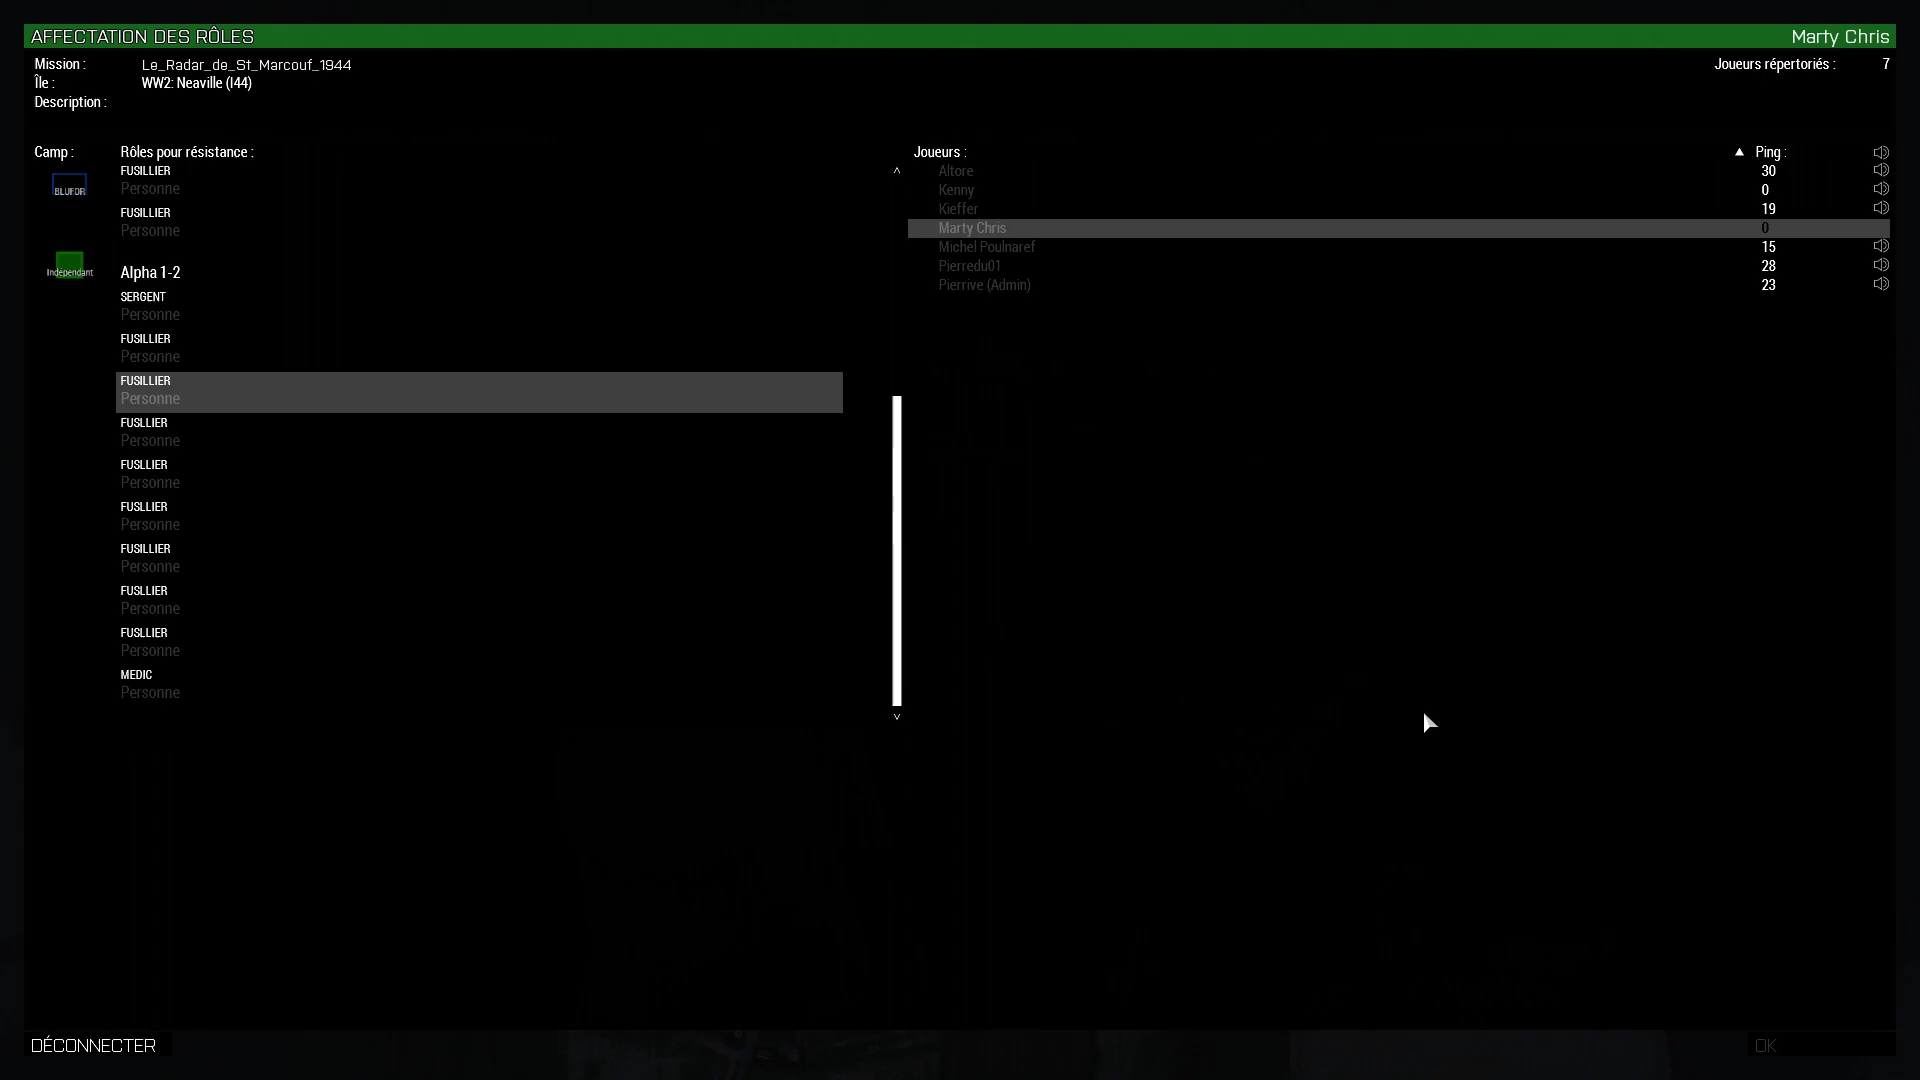 AFFECTATION DES RÔLES
Marty Chris
Mission :
Le_Radar_de_St_Marcouf_1944
Joueurs répertoriés :
7
Île :
WW2: Neaville (I44)
Description :
Camp :
BLUFOR
Indépendant
Rôles pour résistance :
FUSILLIER
Personne
FUSILLIER
Personne
Alpha 1-2
SERGENT
Personne
FUSILLIER
Personne
FUSILLIER
Personne
FUSLLIER
Personne
FUSLLIER
Personne
FUSLLIER
Personne
FUSILLIER
Personne
FUSLLIER
Personne
FUSLLIER
Personne
MEDIC
Personne
Joueurs :
Ping :
Altore 30
Kenny 0
Kieffer 19
Marty Chris 0
Michel Poulnaref 15
Pierredu01 28
Pierrive (Admin) 23
DÉCONNECTER
OK